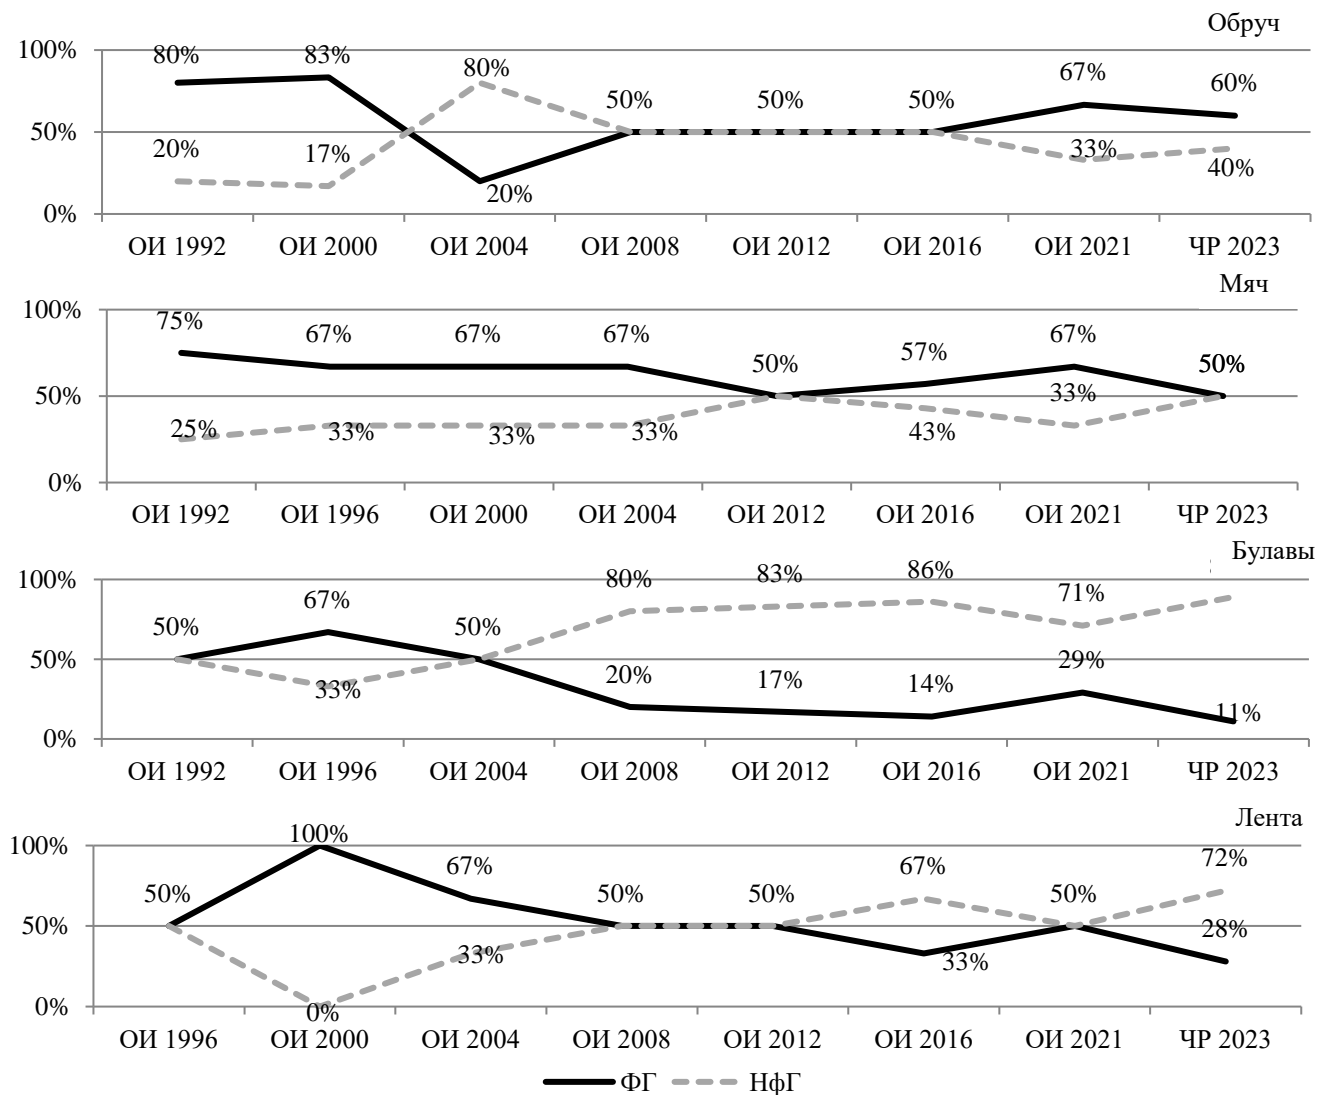 Обруч
100%
80% 83% 80% 50% 50% 50% 67% 60%
50%
20% 17% 20% 33% 40%
0%
ОИ 1992 ОИ 2000 ОИ 2004 ОИ 2008 ОИ 2012 ОИ 2016 ОИ 2021 ЧР 2023
Мяч
100%
75% 67% 67% 67% 50% 57% 67% 50%
50%
25% 33% 33% 33% 43% 33%
0%
ОИ 1992 ОИ 1996 ОИ 2000 ОИ 2004 ОИ 2012 ОИ 2016 ОИ 2021 ЧР 2023
Булавы
100%
50% 67% 50% 80% 83% 86% 71%
50%
33% 20% 17% 14% 29% 11%
0%
ОИ 1992 ОИ 1996 ОИ 2004 ОИ 2008 ОИ 2012 ОИ 2016 ОИ 2021 ЧР 2023
Лента
100%
50% 100% 67% 50% 50% 67% 50% 72%
50%
0% 33% 33% 28%
0%
ОИ 1996 ОИ 2000 ОИ 2004 ОИ 2008 ОИ 2012 ОИ 2016 ОИ 2021 ЧР 2023
ФГ НфГ